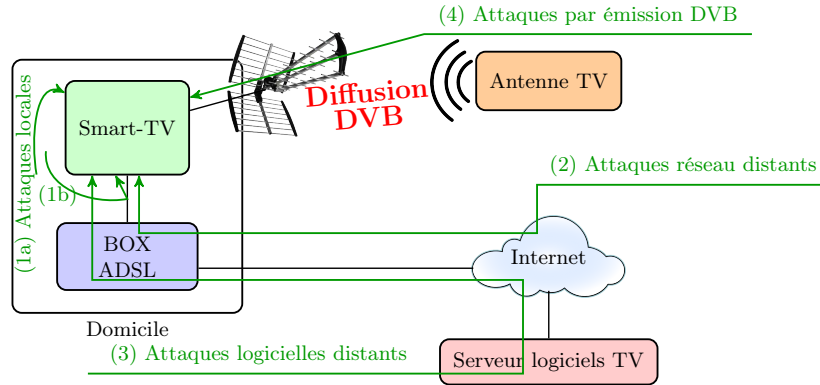 (4) Attaques par émission DVB
Antenne TV
Diffusion
DVB
Smart-TV
(1a) Attaques locales
(1b)
(2) Attaques réseau distants
BOX
ADSL
Internet
Domicile
(3) Attaques logicielles distants
Serveur logiciels TV